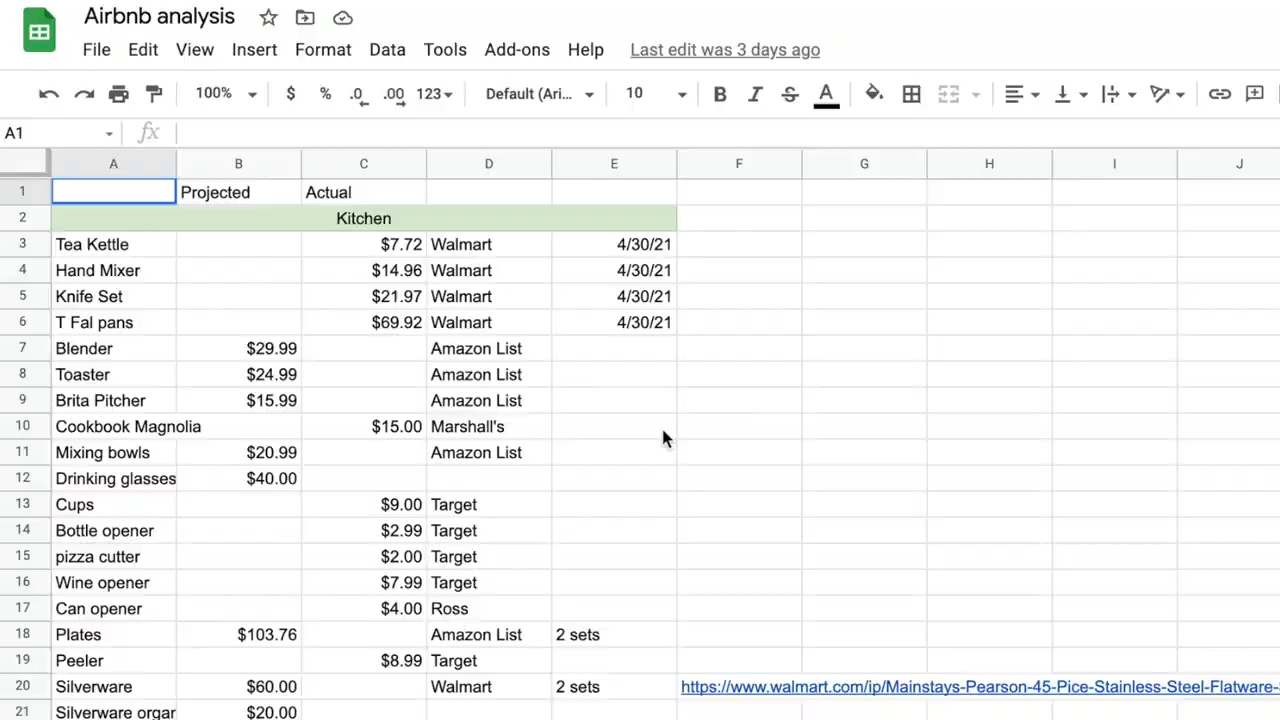 Airbnb analysis
File Edit View Insert Format Data Tools Add-ons Help Last edit was 3 days ago
100% $ % .0 .00 123 Default (Ari... 10 B I S A
A1 fx
A B C D E F G H I J
1 Projected Actual
2 Kitchen
3 Tea Kettle $7.72 Walmart 4/30/21
4 Hand Mixer $14.96 Walmart 4/30/21
5 Knife Set $21.97 Walmart 4/30/21
6 T Fal pans $69.92 Walmart 4/30/21
7 Blender $29.99 Amazon List
8 Toaster $24.99 Amazon List
9 Brita Pitcher $15.99 Amazon List
10 Cookbook Magnolia $15.00 Marshall's
11 Mixing bowls $20.99 Amazon List
12 Drinking glasses $40.00
13 Cups $9.00 Target
14 Bottle opener $2.99 Target
15 pizza cutter $2.00 Target
16 Wine opener $7.99 Target
17 Can opener $4.00 Ross
18 Plates $103.76 Amazon List 2 sets
19 Peeler $8.99 Target
20 Silverware $60.00 Walmart 2 sets https://www.walmart.com/ip/Mainstays-Pearson-45-Pice-Stainless-Steel-Flatware-
21 Silverware organ $20.00